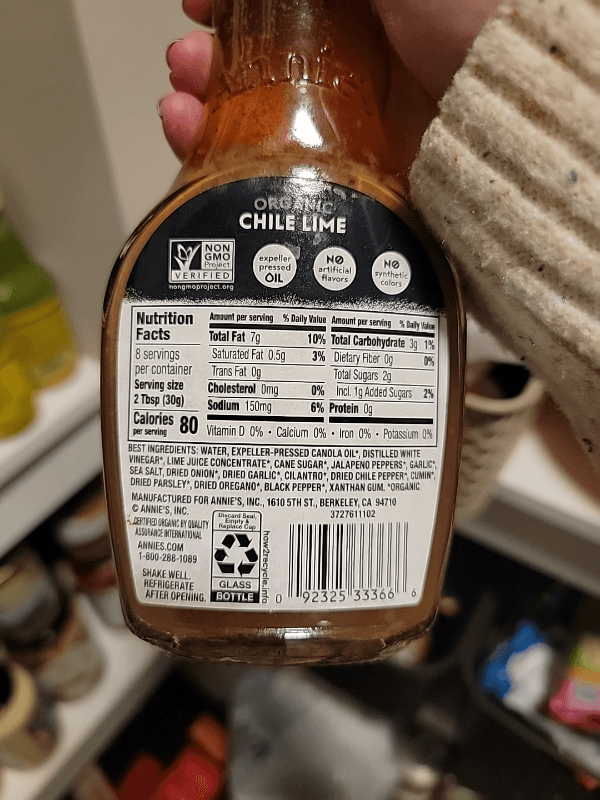 Annie's
ORGANIC
CHILE LIME
NON
GMO
Project
VERIFIED
nongmoproject.org
expeller
pressed
OIL
NO
artificial
flavors
NO
synthetic
colors
Nutrition
Facts
8 servings
per container
Serving size
2 Tbsp (30g)
Calories 80
per serving
Amount per serving % Daily Value
Total Fat 7g 10%
Saturated Fat 0.5g 3%
Trans Fat 0g
Cholesterol 0mg 0%
Sodium 150mg 6%
Amount per serving % Daily Value
Total Carbohydrate 3g 1%
Dietary Fiber 0g 0%
Total Sugars 2g
Incl. 1g Added Sugars 2%
Protein 0g
Vitamin D 0% • Calcium 0% • Iron 0% • Potassium 0%
BEST INGREDIENTS: WATER, EXPELLER-PRESSED CANOLA OIL*, DISTILLED WHITE
VINEGAR*, LIME JUICE CONCENTRATE*, CANE SUGAR*, JALAPENO PEPPERS*, GARLIC*,
SEA SALT, DRIED ONION*, DRIED GARLIC*, CILANTRO*, DRIED CHILE PEPPER*, CUMIN*,
DRIED PARSLEY*, DRIED OREGANO*, BLACK PEPPER*, XANTHAN GUM. *ORGANIC
MANUFACTURED FOR ANNIE'S, INC., 1610 5TH ST., BERKELEY, CA 94710
© ANNIE'S, INC. 3727611102
CERTIFIED ORGANIC BY QUALITY
ASSURANCE INTERNATIONAL
ANNIES.COM
1-800-288-1089
SHAKE WELL.
REFRIGERATE
AFTER OPENING.
Discard Seal,
Empty &
Replace Cap
GLASS
BOTTLE
how2recycle.info
0 92325 33366 6